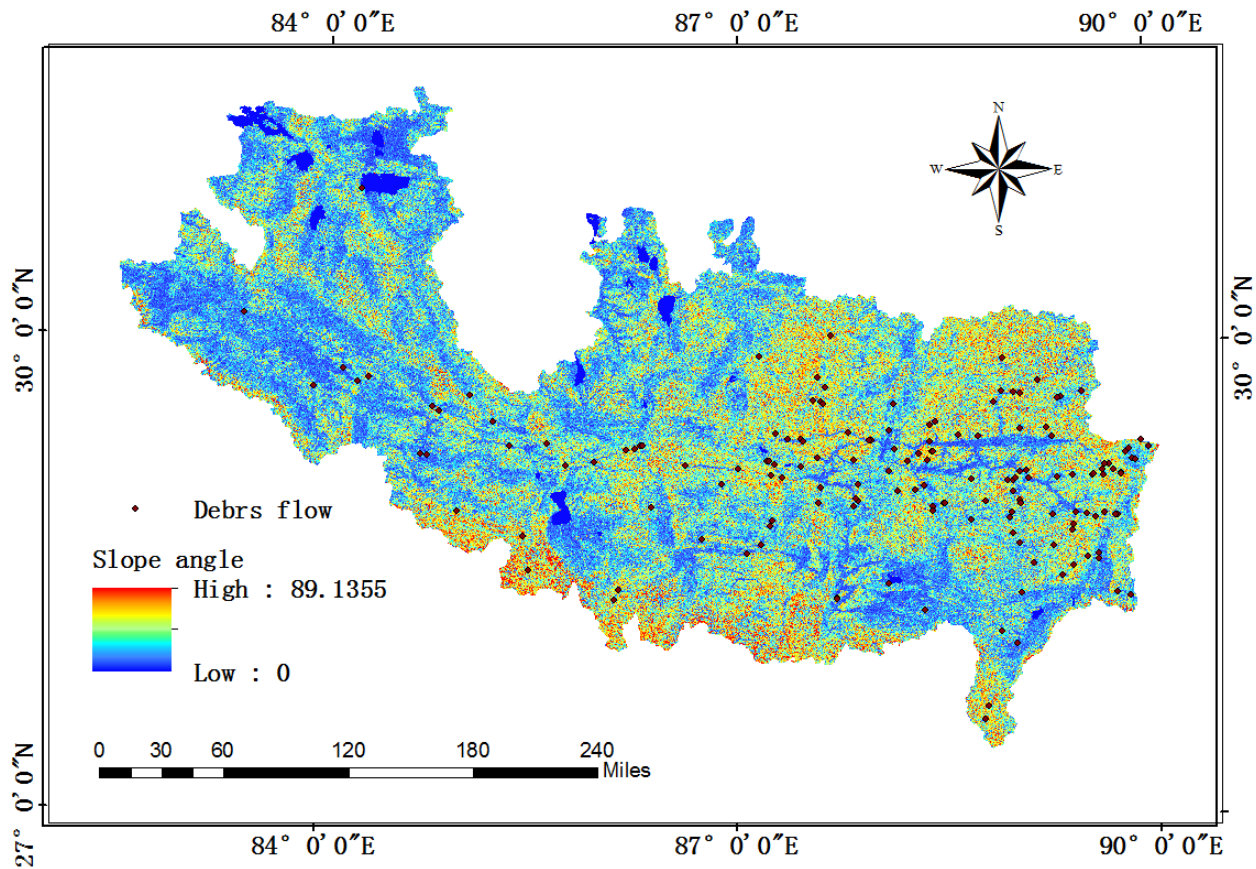 84° 0′0″E 87° 0′0″E 90° 0′0″E
N
W E
S
30° 0′0″N 30° 0′0″N
Debrs flow
Slope angle
High : 89.1355
Low : 0
0 30 60 120 180 240
Miles
27° 0′0″N
84° 0′0″E 87° 0′0″E 90° 0′0″E